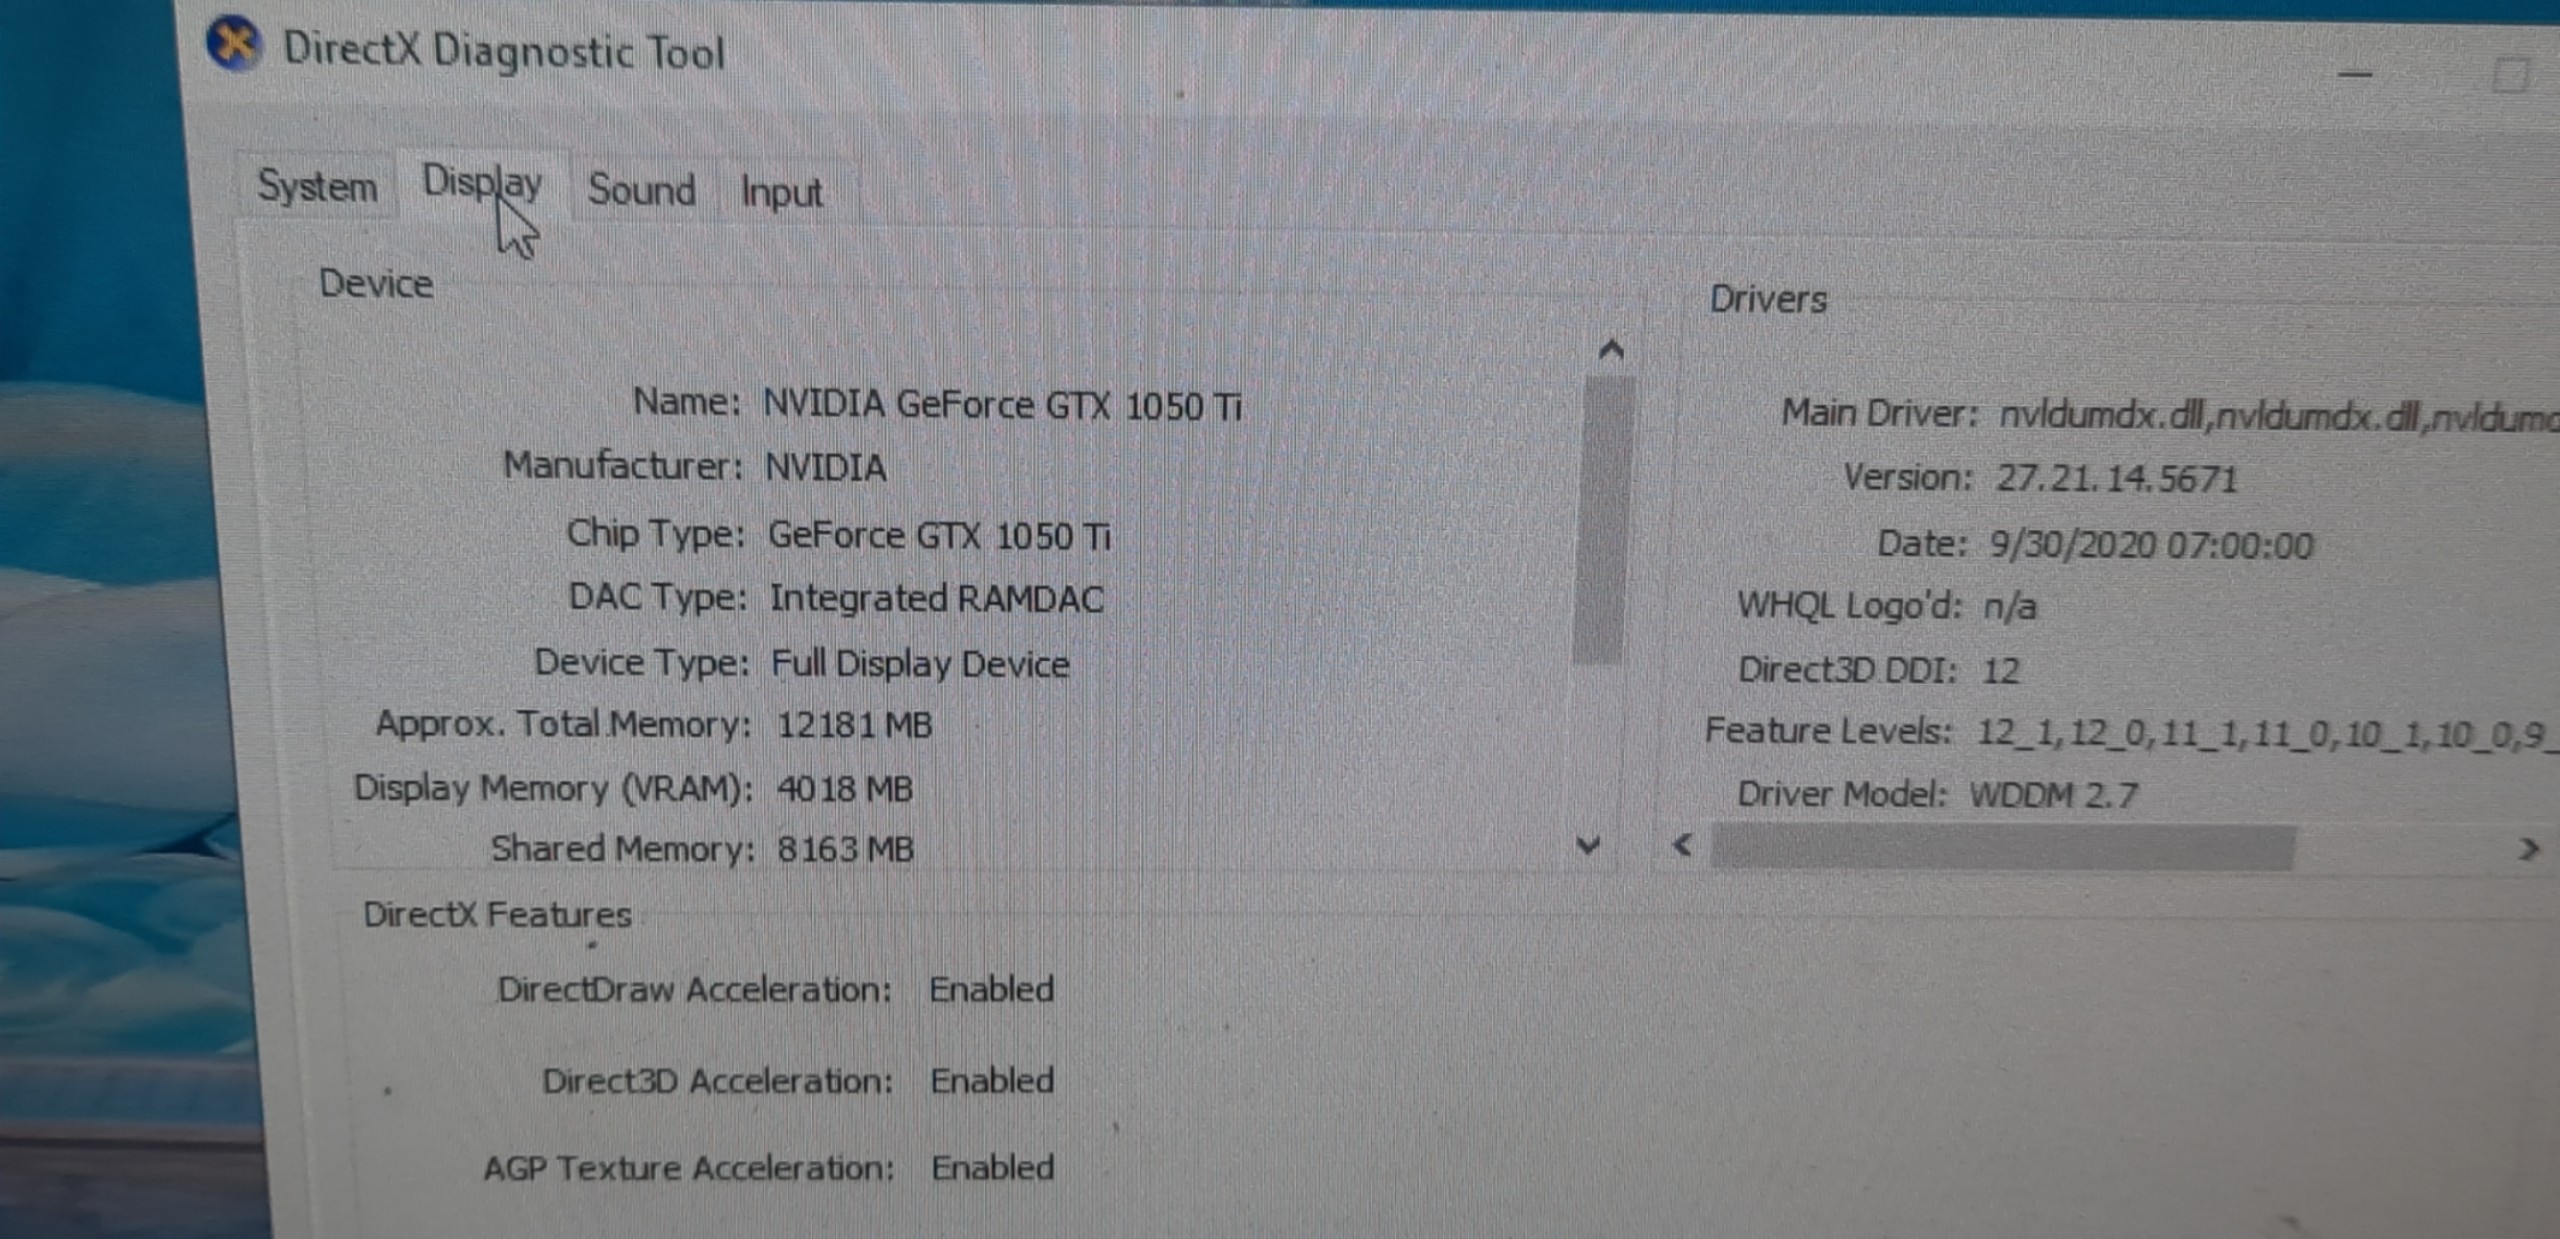 DirectX Diagnostic Tool
System Display Sound Input
Device
Name: NVIDIA GeForce GTX 1050 Ti
Manufacturer: NVIDIA
Chip Type: GeForce GTX 1050 Ti
DAC Type: Integrated RAMDAC
Device Type: Full Display Device
Approx. Total Memory: 12181 MB
Display Memory (VRAM): 4018 MB
Shared Memory: 8163 MB
Drivers
Main Driver: nvldumdx.dll,nvldumdx.dll,nvldumd
Version: 27.21.14.5671
Date: 9/30/2020 07:00:00
WHQL Logo'd: n/a
Direct3D DDI: 12
Feature Levels: 12_1,12_0,11_1,11_0,10_1,10_0,9_
Driver Model: WDDM 2.7
DirectX Features
DirectDraw Acceleration: Enabled
Direct3D Acceleration: Enabled
AGP Texture Acceleration: Enabled